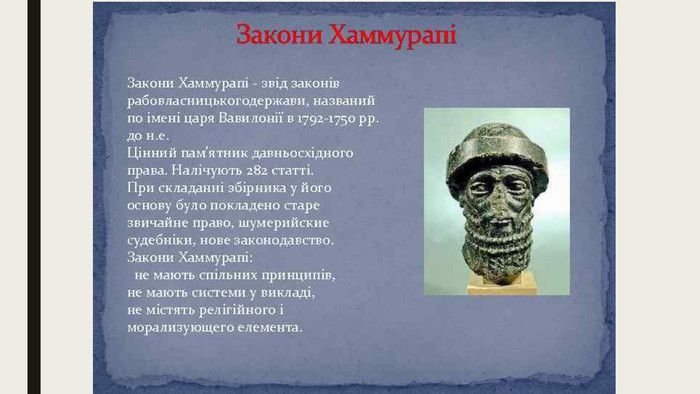 Закони Хаммурапі
Закони Хаммурапі - звід законів
рабовласницькогодержави, названий
по імені царя Вавилонії в 1792-1750 рр.
до н.е.
Цінний пам'ятник давньосхідного
права. Налічують 282 статті.
При складанні збірника у його
основу було покладено старе
звичайне право, шумерийские
судебніки, нове законодавство.
Закони Хаммурапі:
не мають спільних принципів,
не мають системи у викладі,
не містять релігійного і
морализующего елемента.